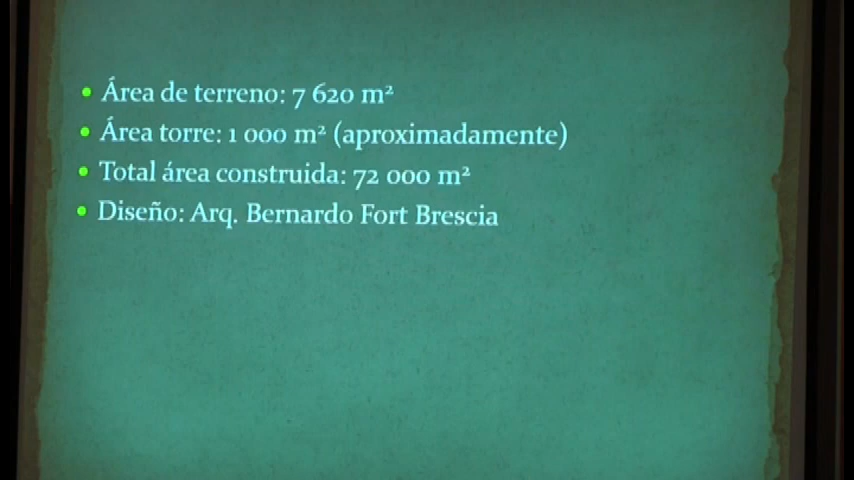 • Área de terreno: 7 620 m²
• Área torre: 1 000 m² (aproximadamente)
• Total área construida: 72 000 m²
• Diseño: Arq. Bernardo Fort Brescia